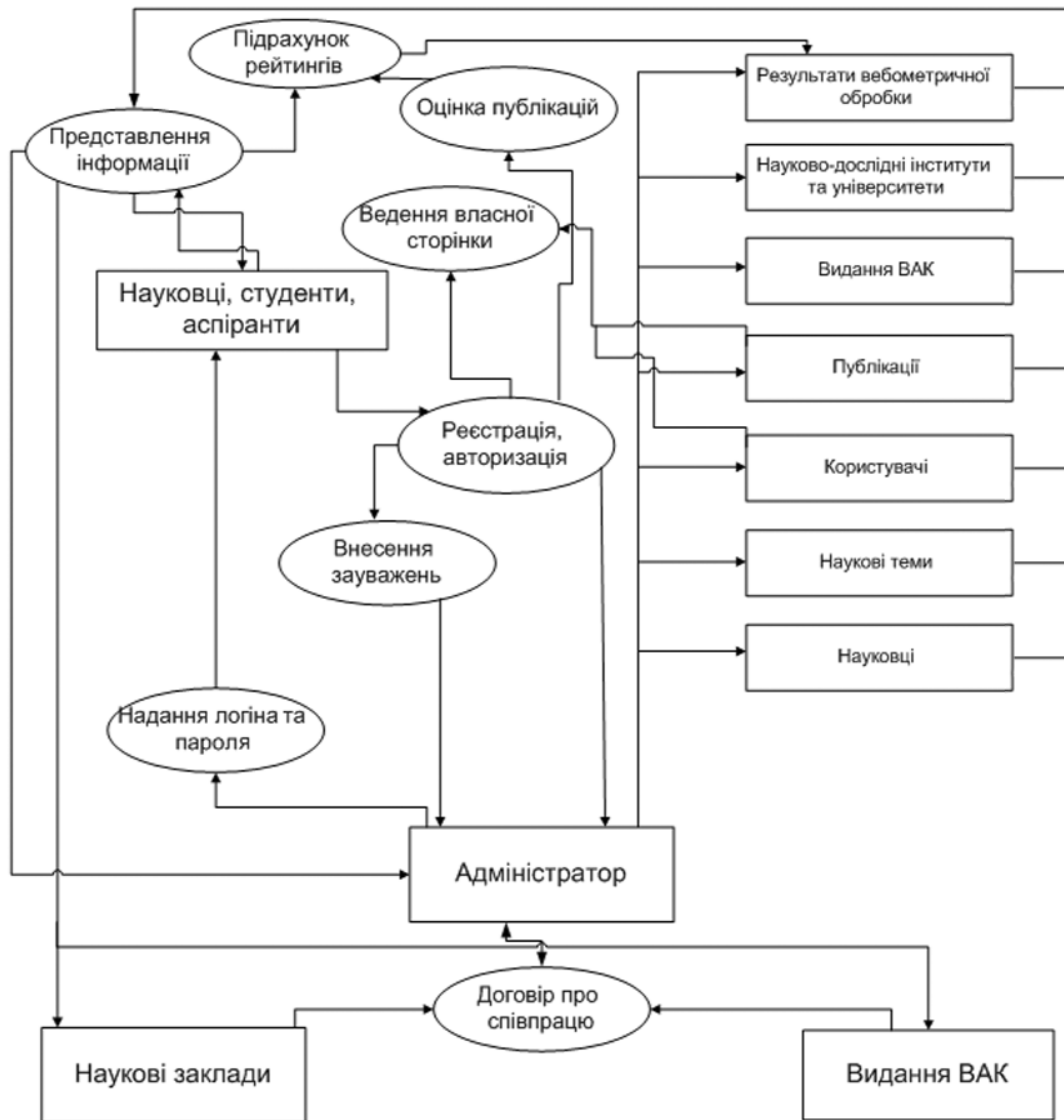 Підрахунок
рейтингів
Оцінка публікацій
Результати вебометричної
обробки
Представлення
інформації
Науково-дослідні інститути
та університети
Ведення власної
сторінки
Видання ВАК
Науковці, студенти,
аспіранти
Публікації
Реєстрація,
авторизація
Користувачі
Внесення
зауважень
Наукові теми
Науковці
Надання логіна та
пароля
Адміністратор
Договір про
співпрацю
Наукові заклади
Видання ВАК